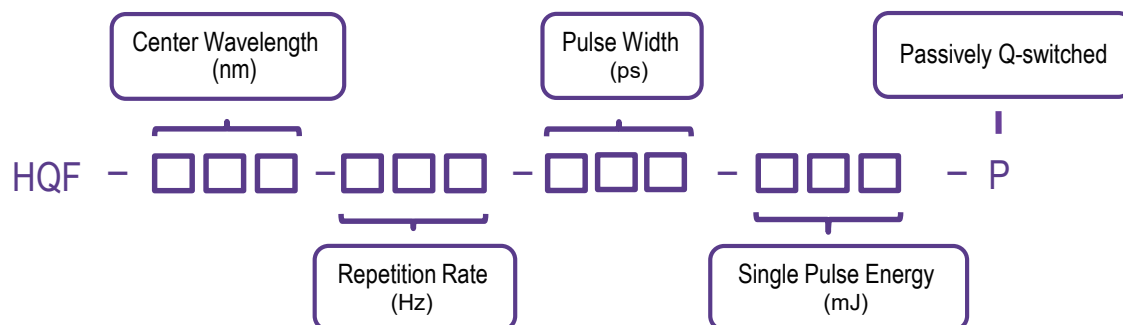 Center Wavelength
(nm)
Pulse Width
(ps)
Passively Q-switched
HQF - □□□ - □□□ - □□□ - □□□ - P
Repetition Rate
(Hz)
Single Pulse Energy
(mJ)